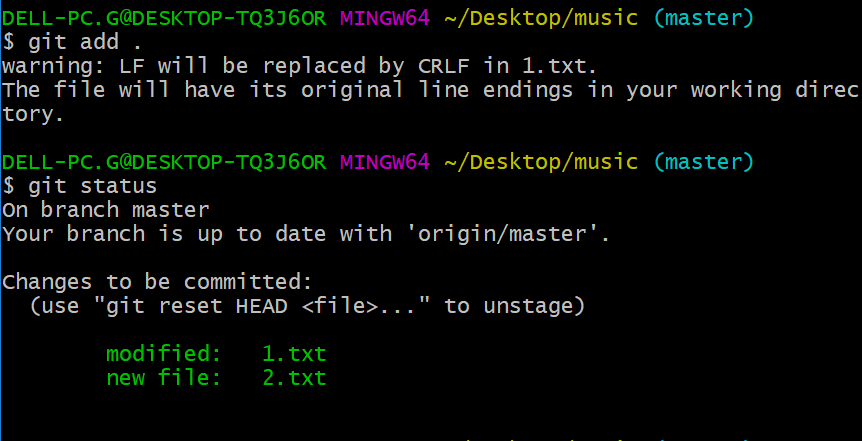 DELL-PC.G@DESKTOP-TQ3J6OR MINGW64 ~/Desktop/music (master)
$ git add .
warning: LF will be replaced by CRLF in 1.txt.
The file will have its original line endings in your working direc
tory.
DELL-PC.G@DESKTOP-TQ3J6OR MINGW64 ~/Desktop/music (master)
$ git status
On branch master
Your branch is up to date with 'origin/master'.
Changes to be committed:
(use "git reset HEAD <file>..." to unstage)
modified: 1.txt
new file: 2.txt